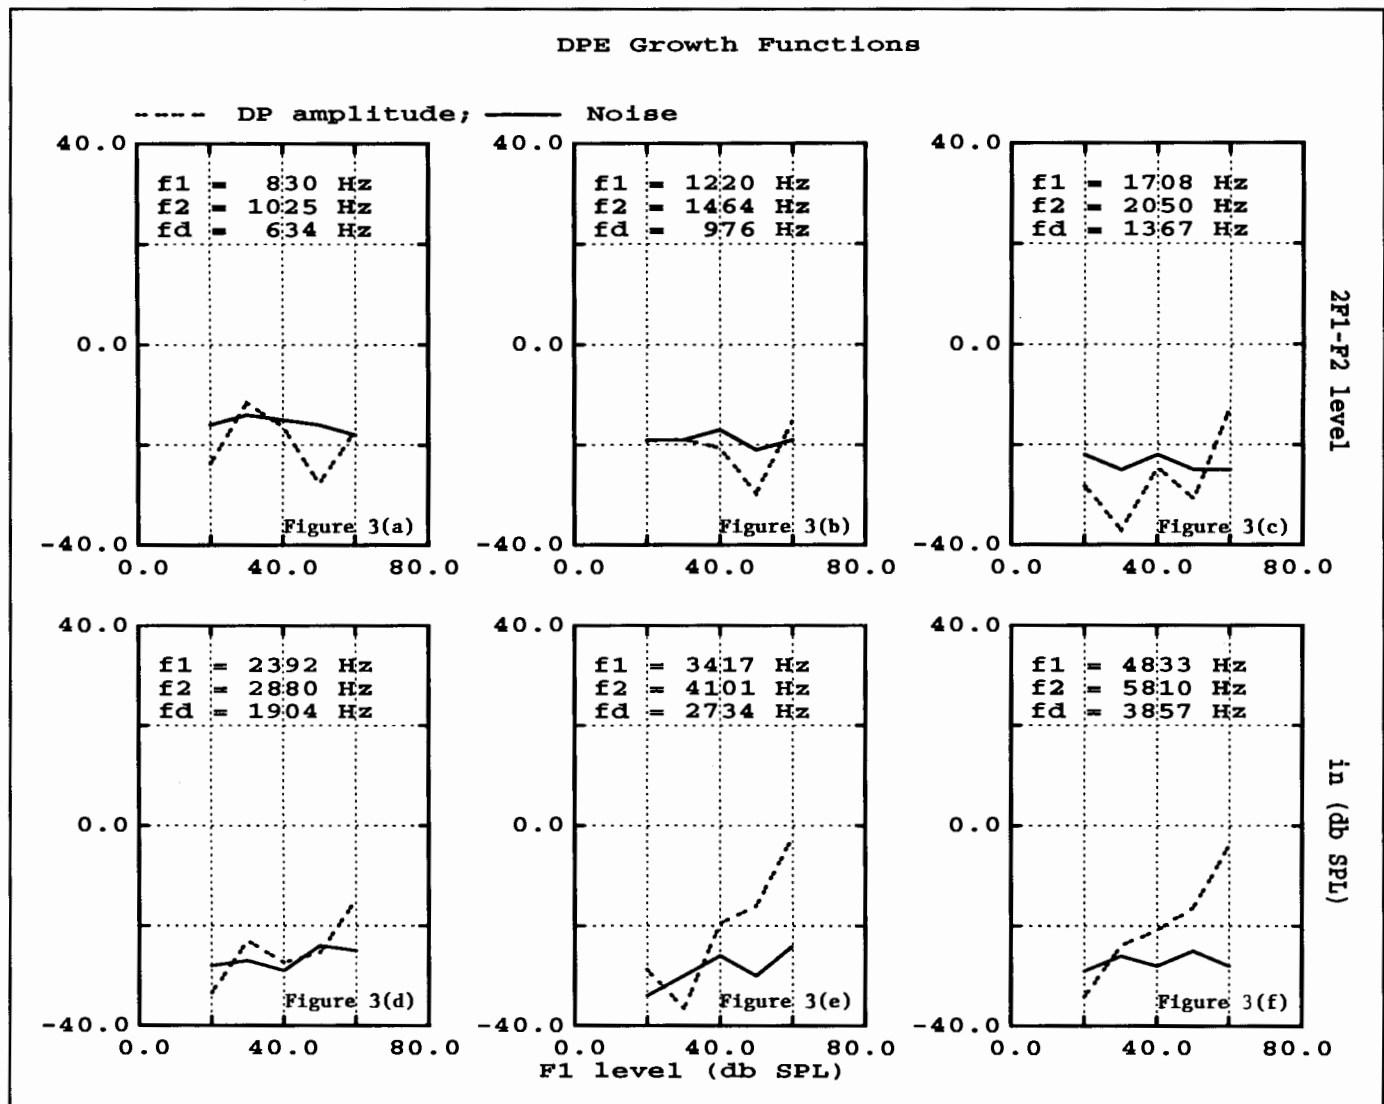 DPE Growth Functions
---- DP amplitude; —— Noise
40.0
f1 = 830 Hz
f2 = 1025 Hz
fd = 634 Hz
0.0
-40.0
Figure 3(a)
0.0 40.0 80.0
40.0
f1 = 1220 Hz
f2 = 1464 Hz
fd = 976 Hz
0.0
-40.0
Figure 3(b)
0.0 40.0 80.0
40.0
f1 = 1708 Hz
f2 = 2050 Hz
fd = 1367 Hz
0.0
-40.0
Figure 3(c)
0.0 40.0 80.0
2F1-F2 level
40.0
f1 = 2392 Hz
f2 = 2880 Hz
fd = 1904 Hz
0.0
-40.0
Figure 3(d)
0.0 40.0 80.0
40.0
f1 = 3417 Hz
f2 = 4101 Hz
fd = 2734 Hz
0.0
-40.0
Figure 3(e)
0.0 40.0 80.0
40.0
f1 = 4833 Hz
f2 = 5810 Hz
fd = 3857 Hz
0.0
-40.0
Figure 3(f)
0.0 40.0 80.0
in (db SPL)
F1 level (db SPL)